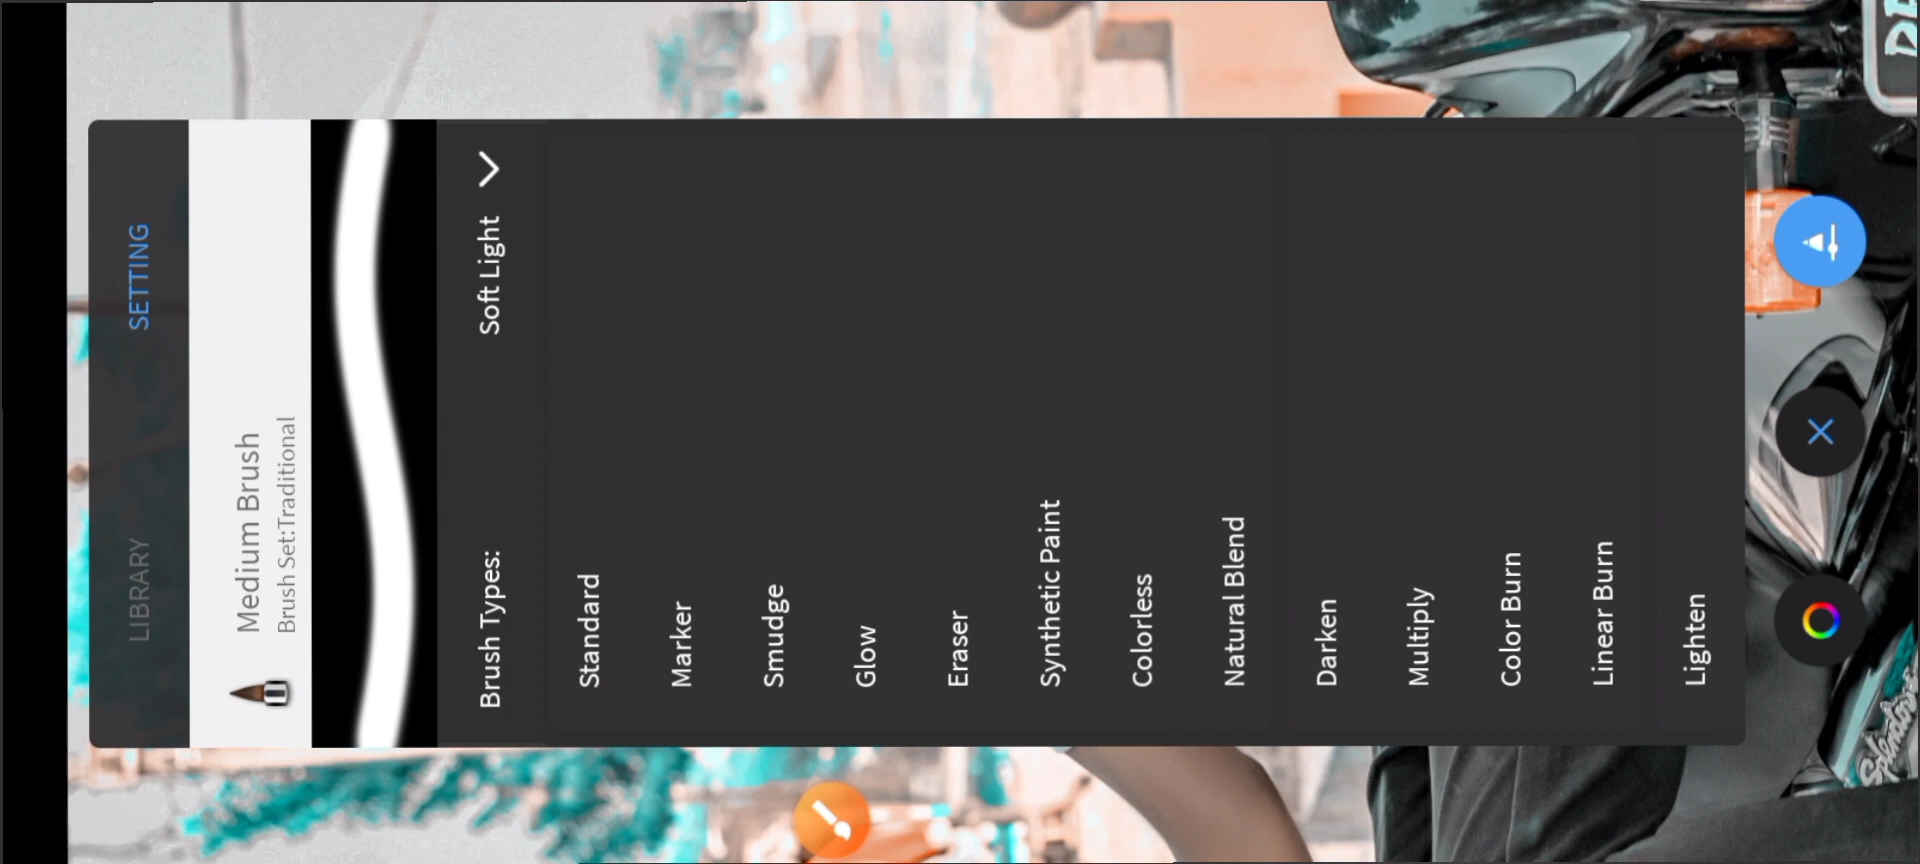 LIBRARY SETTING
Medium Brush
Brush Set:Traditional
Brush Types: Soft Light
Standard
Marker
Smudge
Glow
Eraser
Synthetic Paint
Colorless
Natural Blend
Darken
Multiply
Color Burn
Linear Burn
Lighten
Splendor